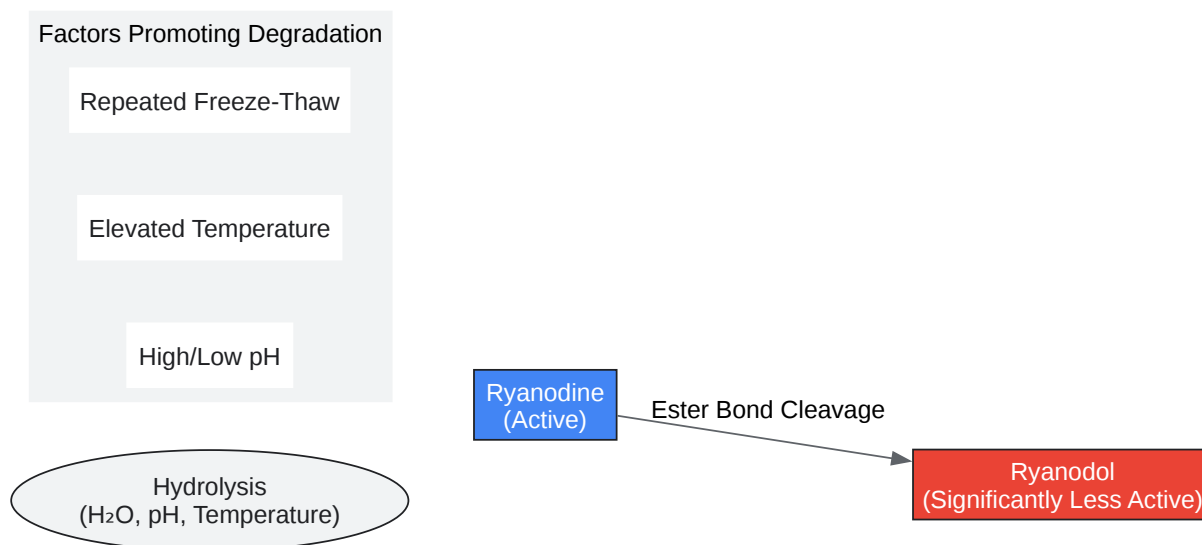 Factors Promoting Degradation
Repeated Freeze-Thaw
Elevated Temperature
High/Low pH
Hydrolysis
(H₂O, pH, Temperature)
Ryanodine
(Active)
Ester Bond Cleavage
Ryanodol
(Significantly Less Active)